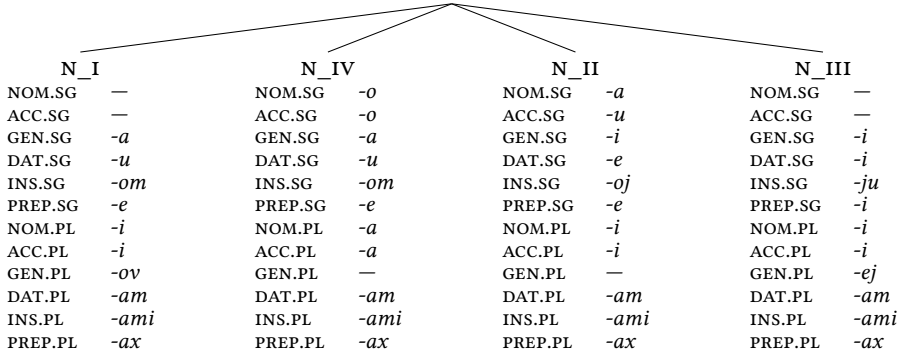 N_I N_IV N_II N_III
NOM.SG — NOM.SG -o NOM.SG -a NOM.SG —
ACC.SG — ACC.SG -o ACC.SG -u ACC.SG —
GEN.SG -a GEN.SG -a GEN.SG -i GEN.SG -i
DAT.SG -u DAT.SG -u DAT.SG -e DAT.SG -i
INS.SG -om INS.SG -om INS.SG -oj INS.SG -ju
PREP.SG -e PREP.SG -e PREP.SG -e PREP.SG -i
NOM.PL -i NOM.PL -a NOM.PL -i NOM.PL -i
ACC.PL -i ACC.PL -a ACC.PL -i ACC.PL -i
GEN.PL -ov GEN.PL — GEN.PL — GEN.PL -ej
DAT.PL -am DAT.PL -am DAT.PL -am DAT.PL -am
INS.PL -ami INS.PL -ami INS.PL -ami INS.PL -ami
PREP.PL -ax PREP.PL -ax PREP.PL -ax PREP.PL -ax